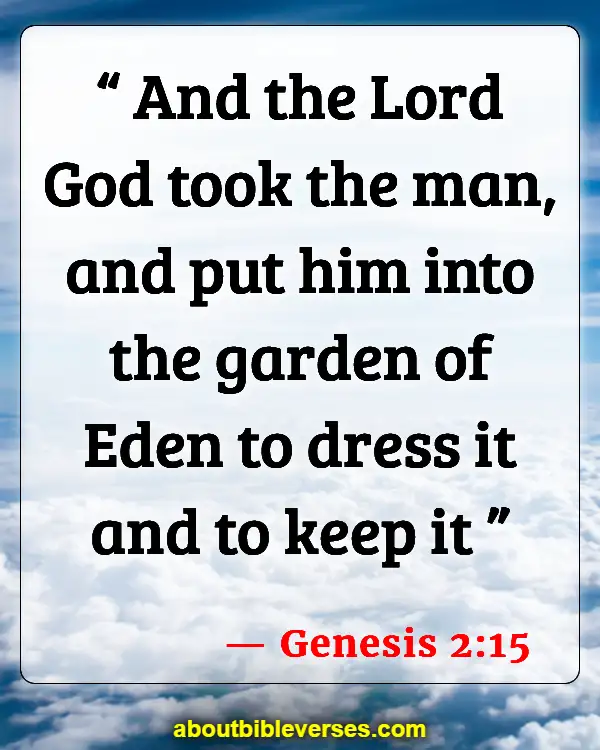 “ And the Lord
God took the man,
and put him into
the garden of
Eden to dress it
and to keep it ”
— Genesis 2:15
aboutbibleverses.com